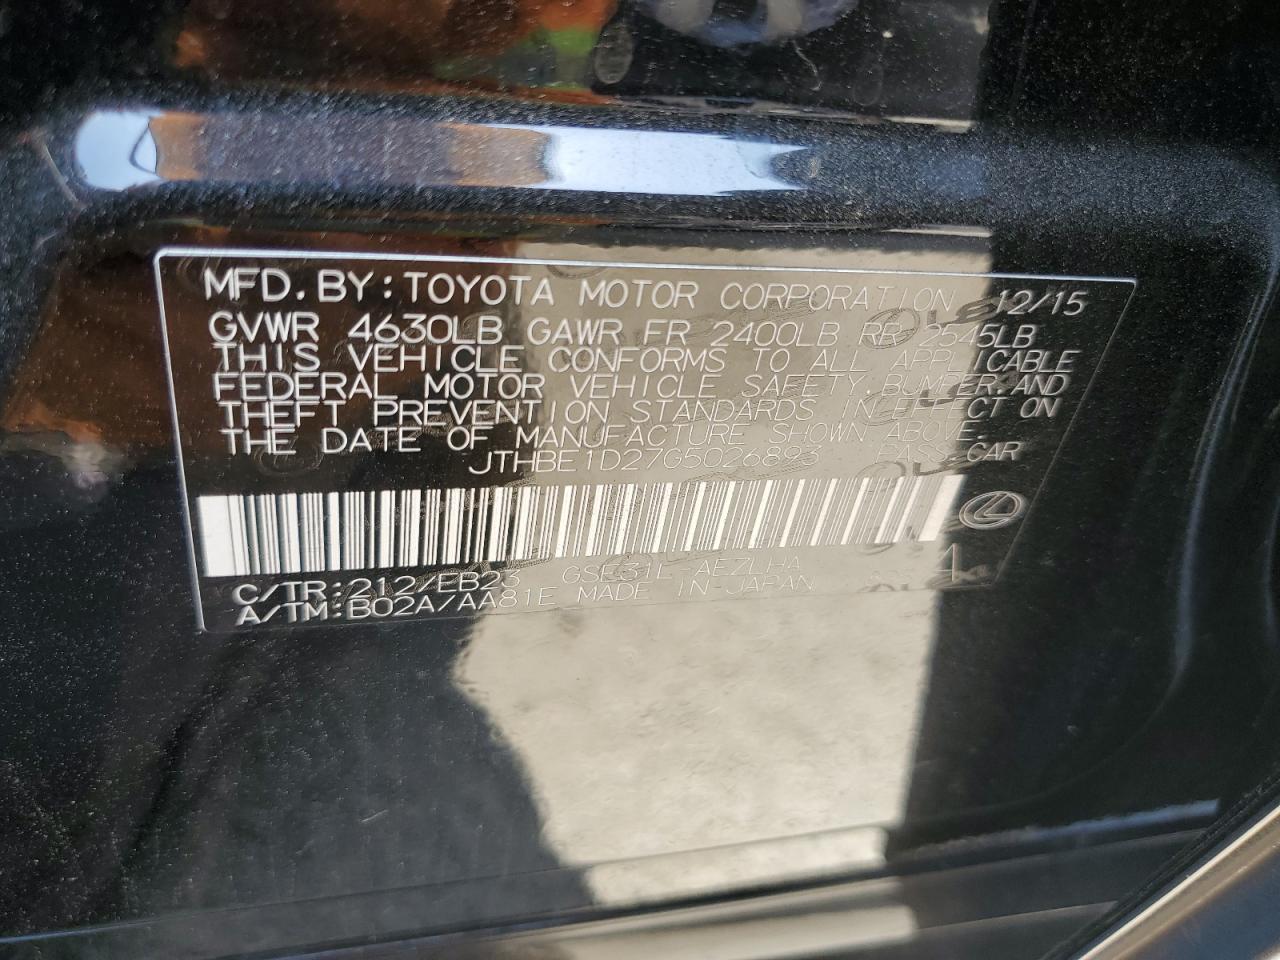 MFD. BY: TOYOTA MOTOR CORPORATION 12/15
GVWR 4630LB GAWR FR 2400LB RR 2545LB
THIS VEHICLE CONFORMS TO ALL APPLICABLE
FEDERAL MOTOR VEHICLE SAFETY, BUMPER, AND
THEFT PREVENTION STANDARDS IN EFFECT ON
THE DATE OF MANUFACTURE SHOWN ABOVE.
JTHBE1D27G5026893 PASS. CAR
C/TR: 212/EB23 GSE31L-AEZLHA
A/TM: B02A/AA81E MADE IN JAPAN